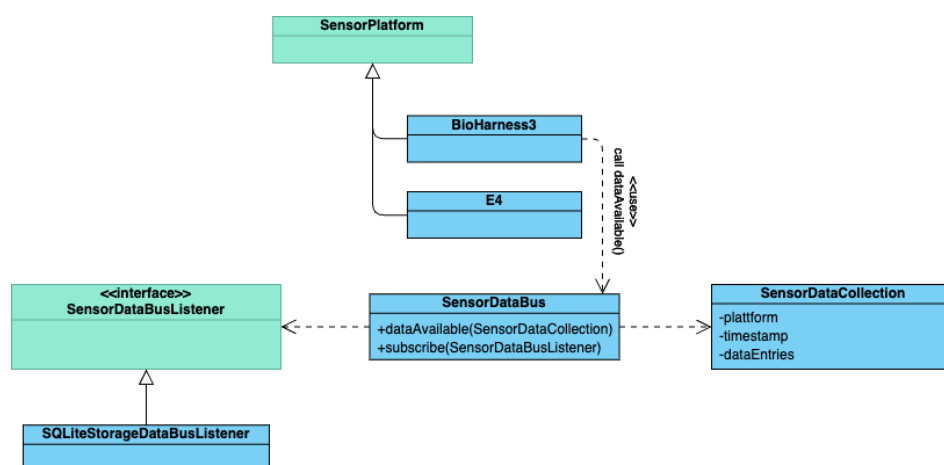 SensorPlatform
BioHarness3
<<use>>
call dataAvailable()
E4
<<interface>>
SensorDataBusListener
SensorDataBus
+dataAvailable(SensorDataCollection)
+subscribe(SensorDataBusListener)
SensorDataCollection
-plattform
-timestamp
-dataEntries
SQLiteStorageDataBusListener